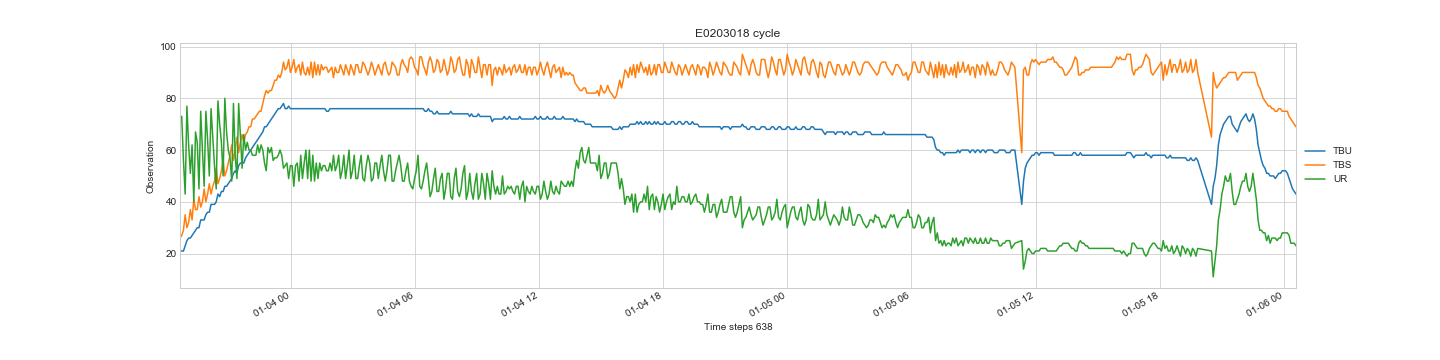 E0203018 cycle
100
80
60
40
20
Observation
TBU
TBS
UR
01-04 00
01-04 06
01-04 12
01-04 18
01-05 00
01-05 06
01-05 12
01-05 18
01-06 00
Time steps 638